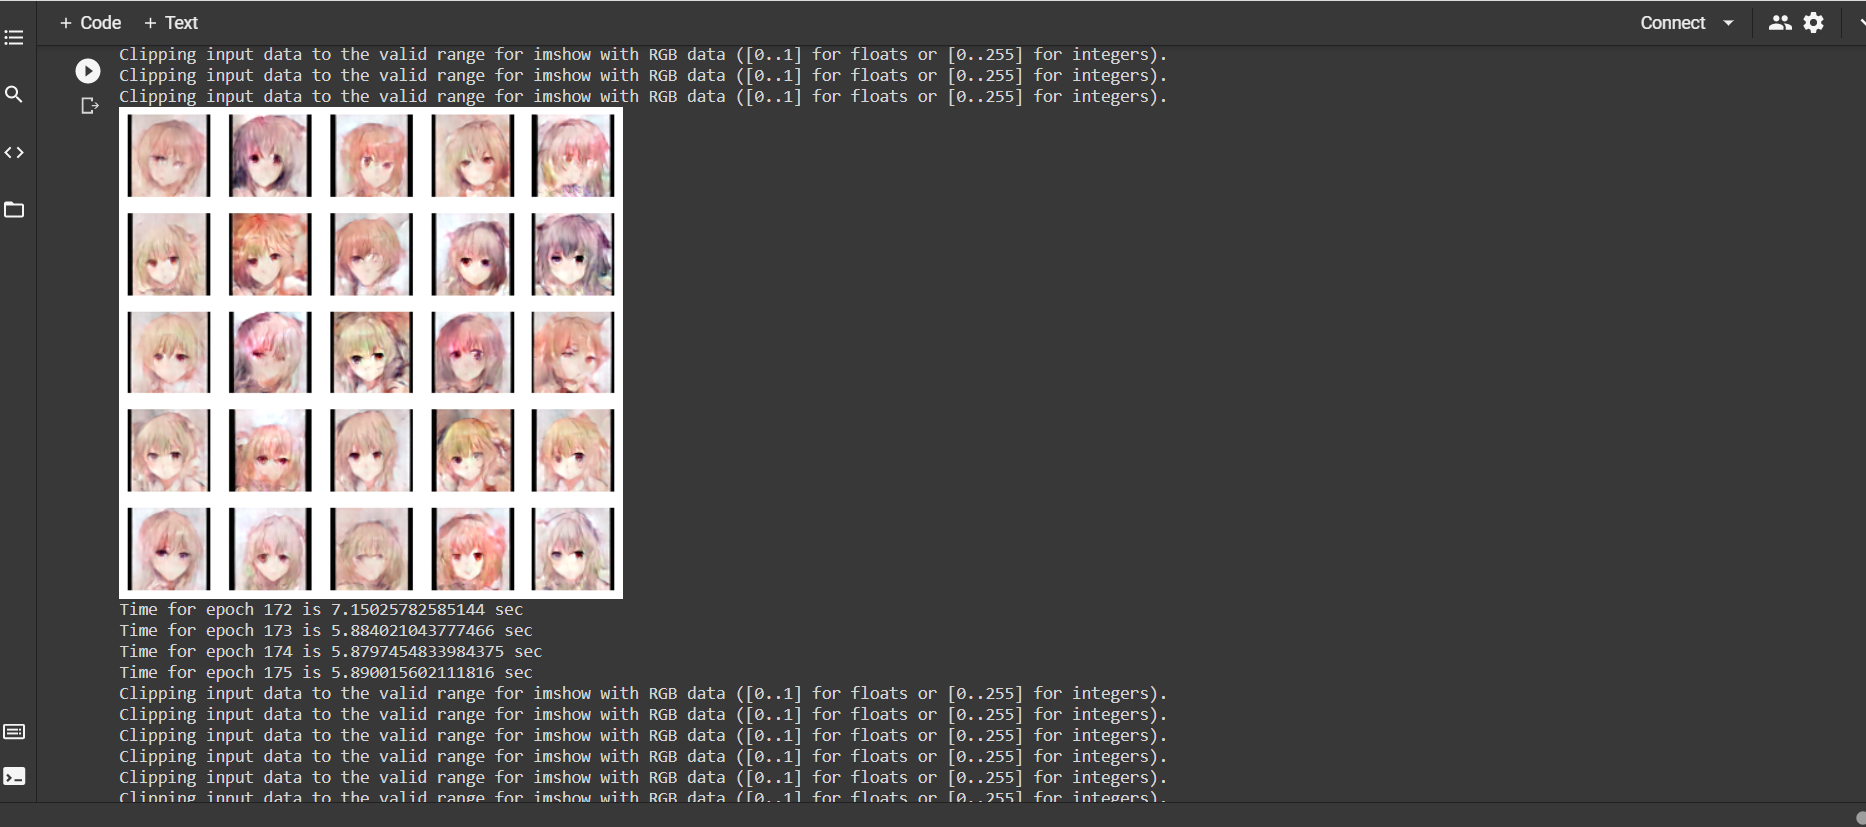 + Code + Text Connect
Clipping input data to the valid range for imshow with RGB data ([0..1] for floats or [0..255] for integers).
Clipping input data to the valid range for imshow with RGB data ([0..1] for floats or [0..255] for integers).
Clipping input data to the valid range for imshow with RGB data ([0..1] for floats or [0..255] for integers).
Time for epoch 172 is 7.15025782585144 sec
Time for epoch 173 is 5.884021043777466 sec
Time for epoch 174 is 5.8797454833984375 sec
Time for epoch 175 is 5.890015602111816 sec
Clipping input data to the valid range for imshow with RGB data ([0..1] for floats or [0..255] for integers).
Clipping input data to the valid range for imshow with RGB data ([0..1] for floats or [0..255] for integers).
Clipping input data to the valid range for imshow with RGB data ([0..1] for floats or [0..255] for integers).
Clipping input data to the valid range for imshow with RGB data ([0..1] for floats or [0..255] for integers).
Clipping input data to the valid range for imshow with RGB data ([0..1] for floats or [0..255] for integers).
Clipping input data to the valid range for imshow with RGB data ([0..1] for floats or [0..255] for integers).